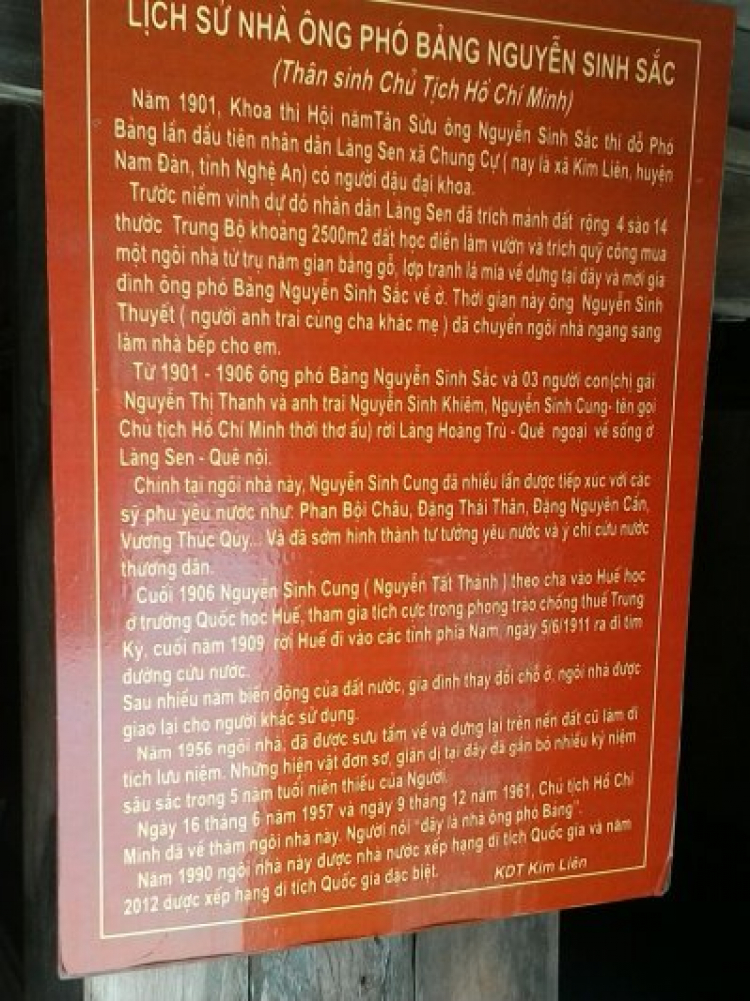 LỊCH SỬ NHÀ ÔNG PHÓ BẢNG NGUYỄN SINH SẮC
(Thân sinh Chủ Tịch Hồ Chí Minh)
Năm 1901, Khoa thi Hội nămTân Sửu ông Nguyễn Sinh Sắc thi đỗ Phó
Bảng lần đầu tiên nhân dân Làng Sen xã Chung Cự ( nay là xã Kim Liên, huyện
Nam Đàn, tỉnh Nghệ An) có người đậu đại khoa.
Trước niềm vinh dự đó nhân dân Làng Sen đã trích mảnh đất rộng 4 sào 14
thước Trung Bộ khoảng 2500m2 đất học điền làm vườn và trích quỹ công mua
một ngôi nhà tứ trụ năm gian bằng gỗ, lợp tranh lá mía về dựng tại đây và mời gia
đình ông phó Bảng Nguyễn Sinh Sắc về ở. Thời gian này ông Nguyễn Sinh
Thuyết ( người anh trai cùng cha khác mẹ ) đã chuyển ngôi nhà ngang sang
làm nhà bếp cho em.
Từ 1901 - 1906 ông phó Bảng Nguyễn Sinh Sắc và 03 người con(chị gái
Nguyễn Thị Thanh và anh trai Nguyễn Sinh Khiêm, Nguyễn Sinh Cung- tên gọi
Chủ tịch Hồ Chí Minh thời thơ ấu) rời Làng Hoàng Trù - Quê ngoại về sống ở
Làng Sen - Quê nội.
Chính tại ngôi nhà này, Nguyễn Sinh Cung đã nhiều lần được tiếp xúc với các
sỹ phu yêu nước như: Phan Bội Châu, Đặng Thái Thân, Đặng Nguyên Cẩn,
Vương Thúc Quý... Và đã sớm hình thành tư tưởng yêu nước và ý chí cứu nước
thương dân.
Cuối 1906 Nguyễn Sinh Cung ( Nguyễn Tất Thành ) theo cha vào Huế học
ở trường Quốc học Huế, tham gia tích cực trong phong trào chống thuế Trung
Kỳ, cuối năm 1909 rời Huế đi vào các tỉnh phía Nam, ngày 5/6/1911 ra đi tìm
đường cứu nước.
Sau nhiều năm biến động của đất nước, gia đình thay đổi chỗ ở, ngôi nhà được
giao lại cho người khác sử dụng.
Năm 1956 ngôi nhà, đã được sưu tầm về và dựng lại trên nền đất cũ làm di
tích lưu niệm. Những hiện vật đơn sơ, giản dị tại đây đã gắn bó nhiều kỷ niệm
sâu sắc trong 5 năm tuổi niên thiếu của Người.
Ngày 16 tháng 6 năm 1957 và ngày 9 tháng 12 năm 1961, Chủ tịch Hồ Chí
Minh đã về thăm ngôi nhà này. Người nói "đây là nhà ông phó Bảng".
Năm 1990 ngôi nhà này được nhà nước xếp hạng di tích Quốc gia và năm
2012 được xếp hạng di tích Quốc gia đặc biệt.
KDT Kim Liên